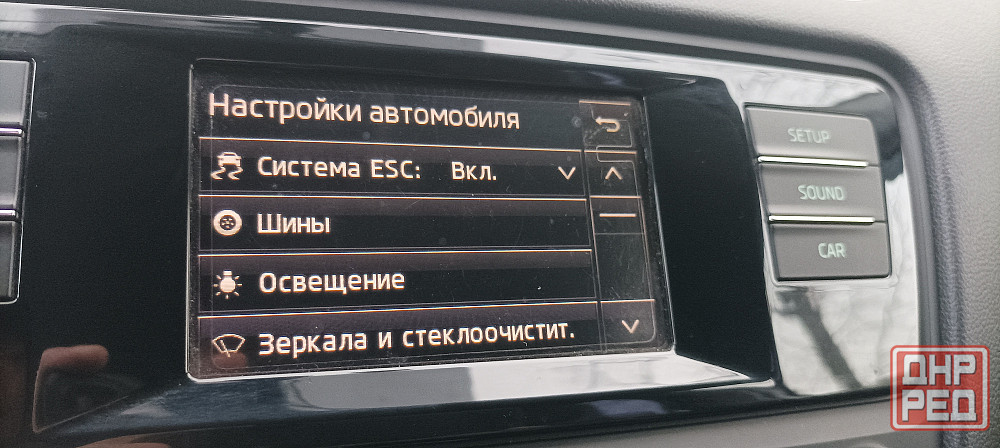 Настройки автомобиля
Система ESC: Вкл.
Шины
Освещение
Зеркала и стеклоочистит.
SETUP
SOUND
CAR
ДНР
РЕД